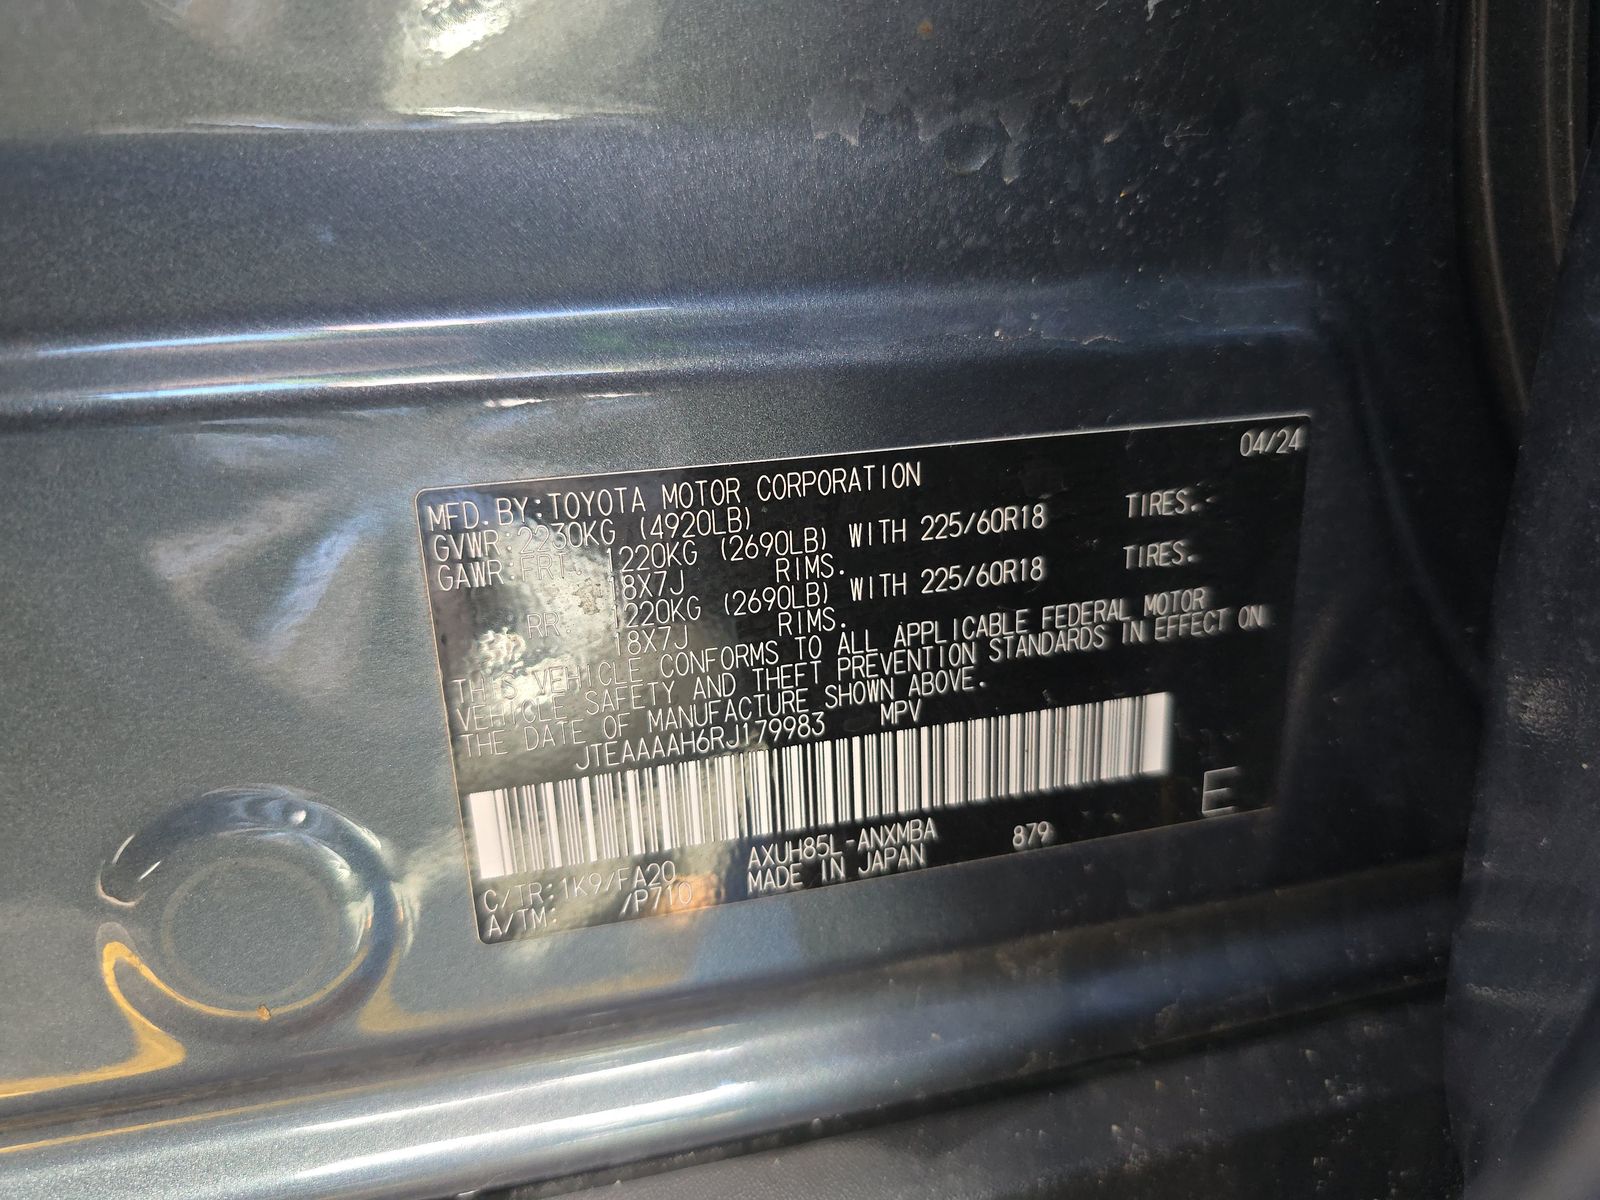 04/24
MFD. BY: TOYOTA MOTOR CORPORATION
GVWR: 2230KG (4920LB)
GAWR: FRT. 1220KG (2690LB) WITH 225/60R18 TIRES.
18X7J RIMS.
RR. 1220KG (2690LB) WITH 225/60R18 TIRES.
18X7J RIMS.
THIS VEHICLE CONFORMS TO ALL APPLICABLE FEDERAL MOTOR
VEHICLE SAFETY AND THEFT PREVENTION STANDARDS IN EFFECT ON
THE DATE OF MANUFACTURE SHOWN ABOVE.
JTEAAAAH6RJ179983 MPV
E
C/TR: 1K9/FA20 AXUH85L-ANXMBA 879
A/TM: /P710 MADE IN JAPAN